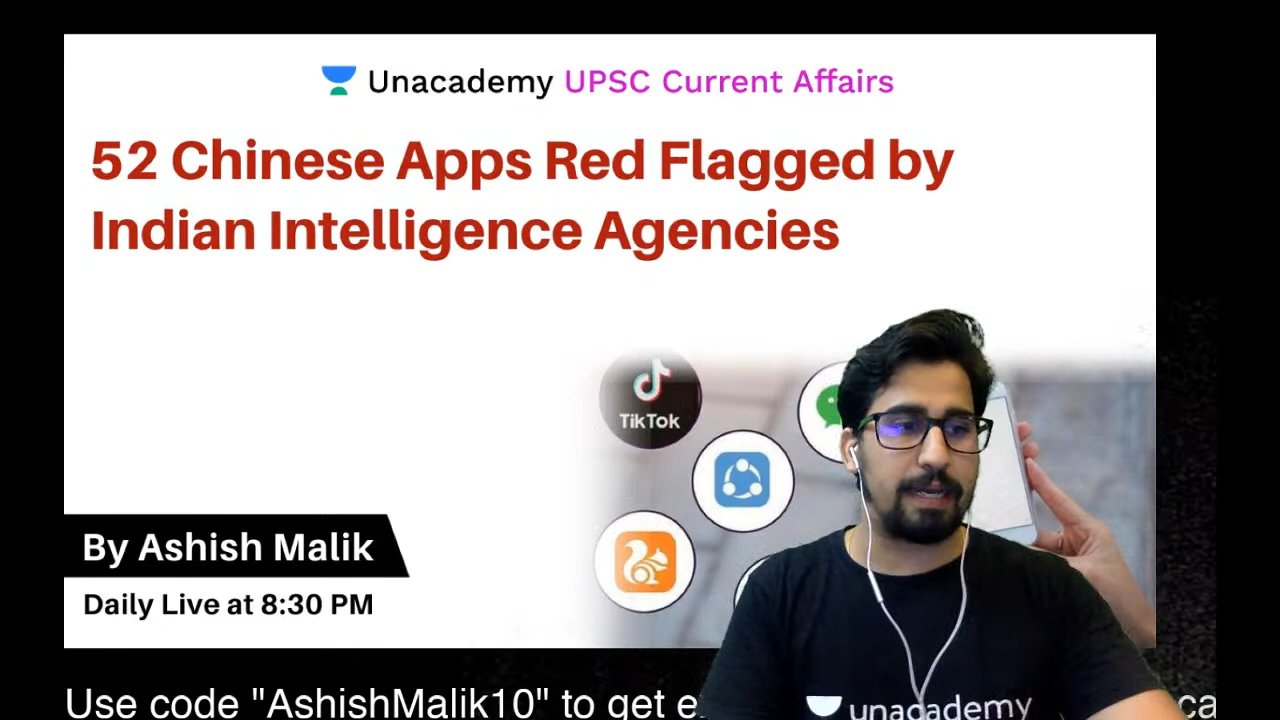 Unacademy UPSC Current Affairs
52 Chinese Apps Red Flagged by
Indian Intelligence Agencies
TikTok
By Ashish Malik
Daily Live at 8:30 PM
Use code "AshishMalik10" to get
unacademy